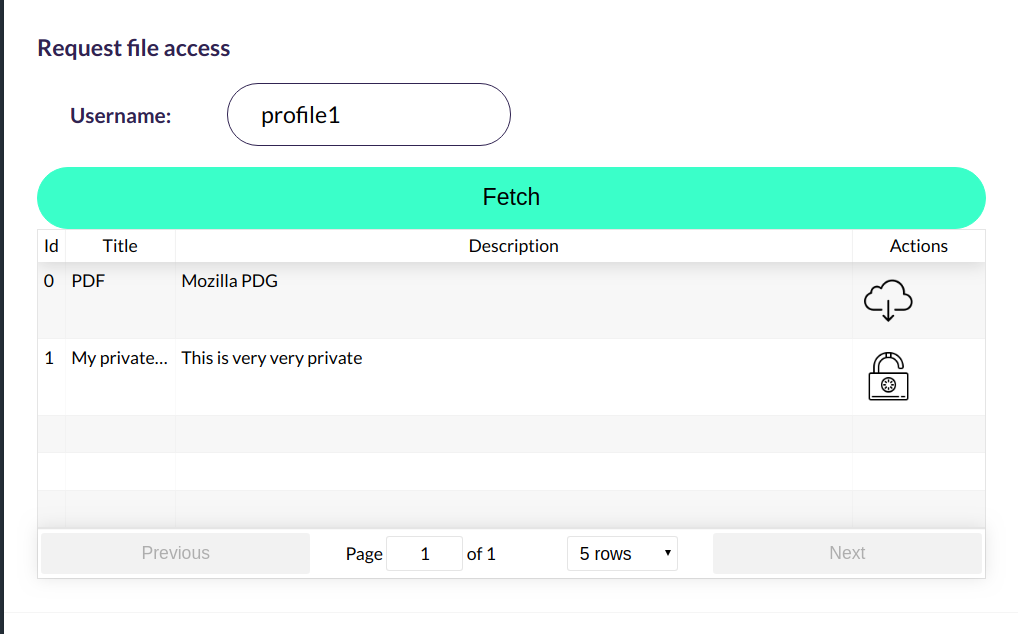 Request file access
Username: profile1
Fetch
Id Title Description Actions
0 PDF Mozilla PDG
1 My private... This is very very private
Previous Page 1 of 1 5 rows Next